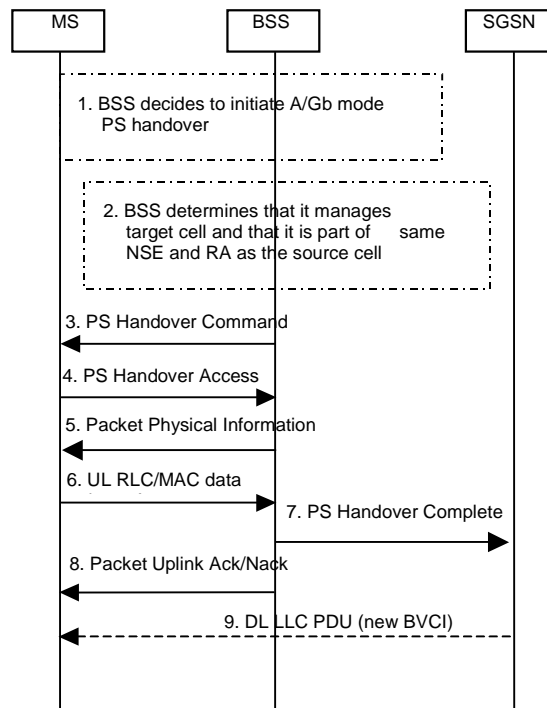 MS BSS SGSN
1. BSS decides to initiate A/Gb mode
PS handover
2. BSS determines that it manages
target cell and that it is part of same
NSE and RA as the source cell
3. PS Handover Command
4. PS Handover Access
5. Packet Physical Information
6. UL RLC/MAC data
7. PS Handover Complete
8. Packet Uplink Ack/Nack
9. DL LLC PDU (new BVCI)